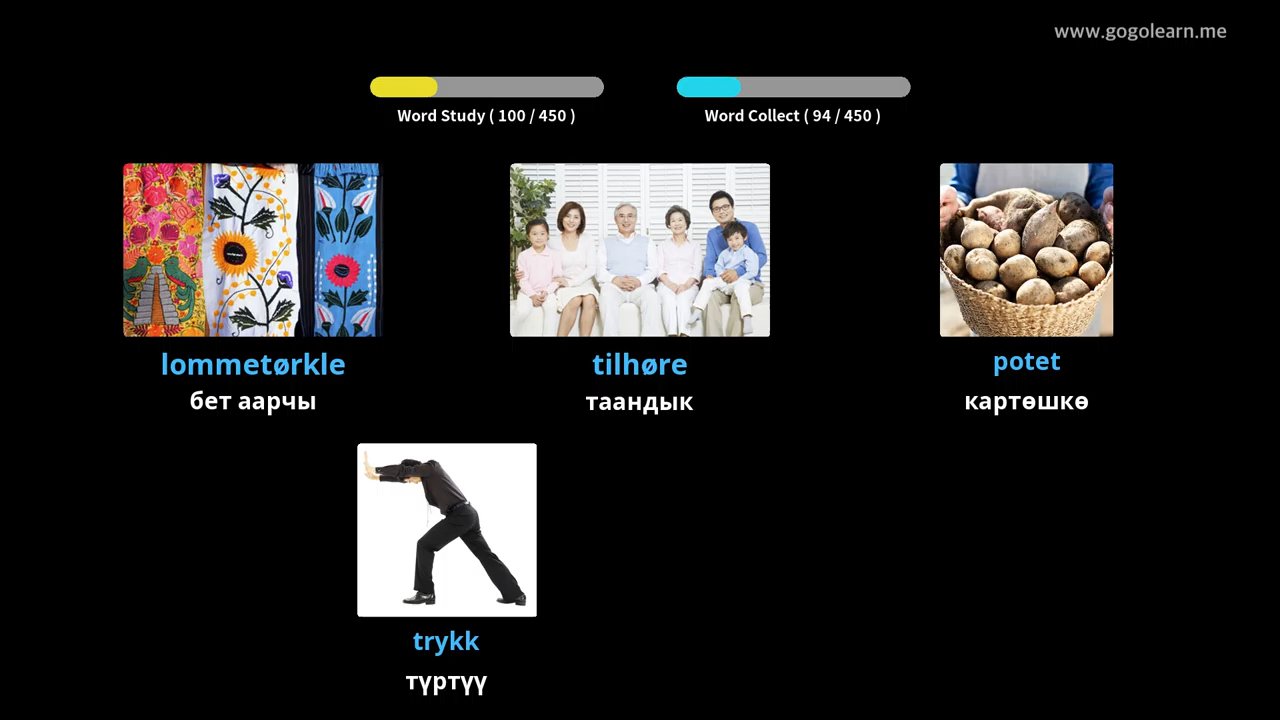 www.gogolearn.me
Word Study ( 100 / 450 )
Word Collect ( 94 / 450 )
lommetørkle
бет аарчы
tilhøre
таандык
potet
картөшкө
trykk
түртүү